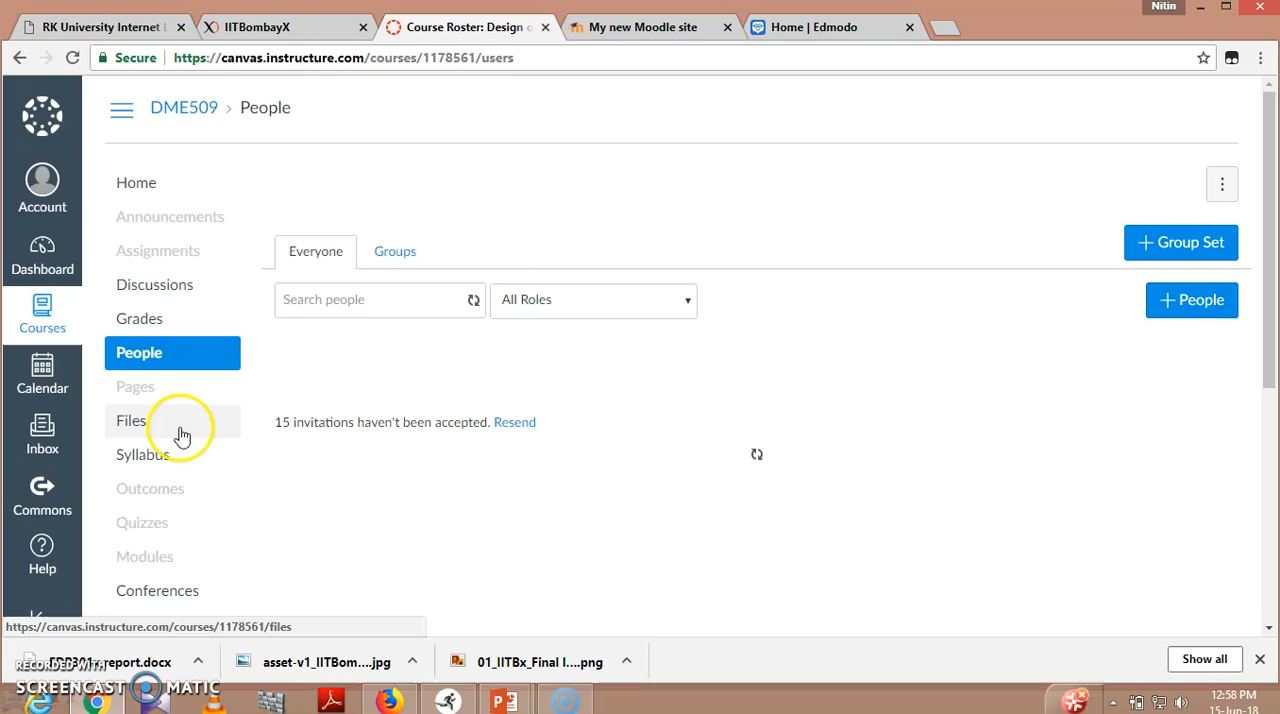 Nitin
RK University Internet
IITBombayX
Course Roster: Design o
My new Moodle site
Home | Edmodo
Secure
https://canvas.instructure.com/courses/1178561/users
DME509 > People
Account
Dashboard
Courses
Calendar
Inbox
Commons
Help
Home
Announcements
Assignments
Discussions
Grades
People
Pages
Files
Syllabus
Outcomes
Quizzes
Modules
Conferences
Everyone
Groups
+ Group Set
Search people
All Roles
+ People
15 invitations haven't been accepted. Resend
https://canvas.instructure.com/courses/1178561/files
report.docx
asset-v1_IITBom....jpg
01_IITBx_Final I....png
Show all
RECORDED WITH
SCREENCAST MATIC
12:58 PM
15-Jun-18